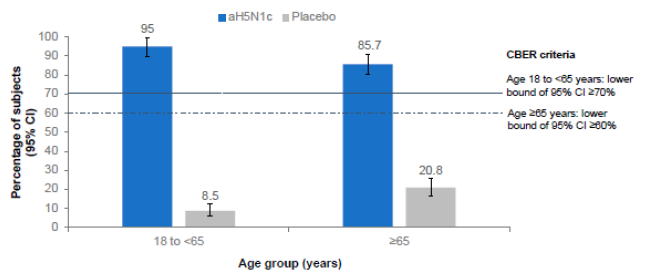 aH5N1c Placebo
Percentage of subjects
(95% CI)
100
90
80
70
60
50
40
30
20
10
0
95
8.5
85.7
20.8
18 to <65
≥65
Age group (years)
CBER criteria
Age 18 to <65 years: lower
bound of 95% CI ≥70%
Age ≥65 years: lower
bound of 95% CI ≥60%